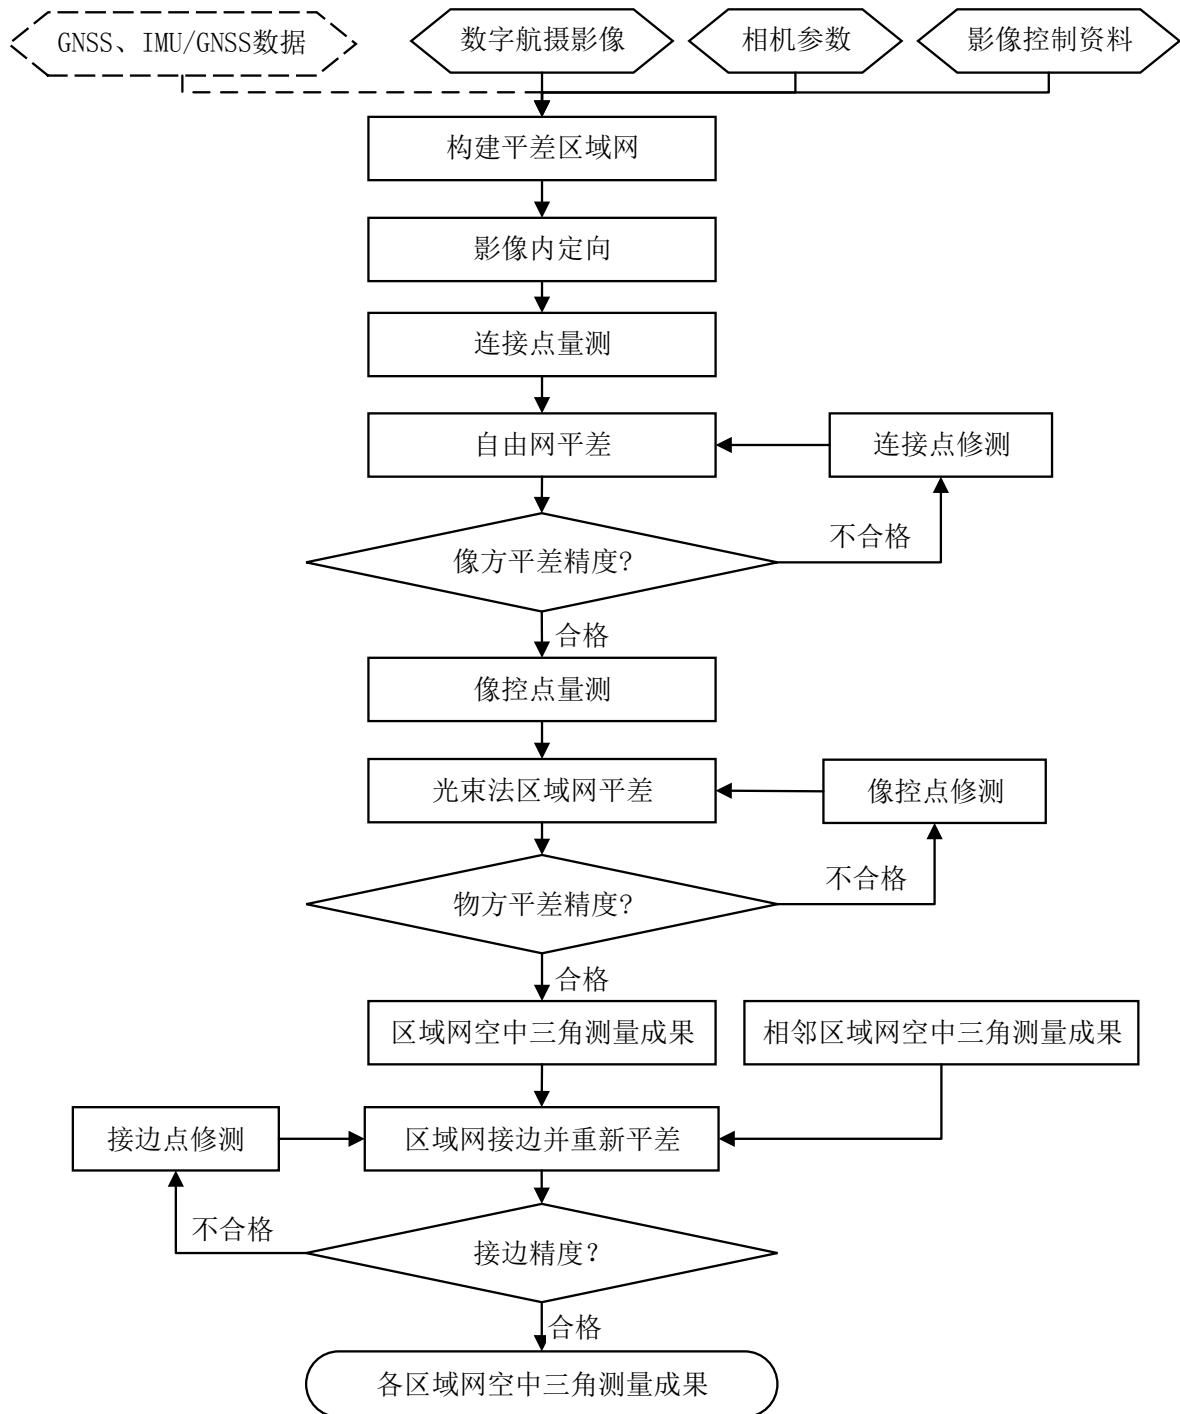 GNSS、IMU/GNSS数据
数字航摄影像
相机参数
影像控制资料
构建平差区域网
影像内定向
连接点量测
自由网平差
连接点修测
不合格
像方平差精度?
合格
像控点量测
光束法区域网平差
像控点修测
不合格
物方平差精度?
合格
区域网空中三角测量成果
相邻区域网空中三角测量成果
接边点修测
区域网接边并重新平差
不合格
接边精度？
合格
各区域网空中三角测量成果